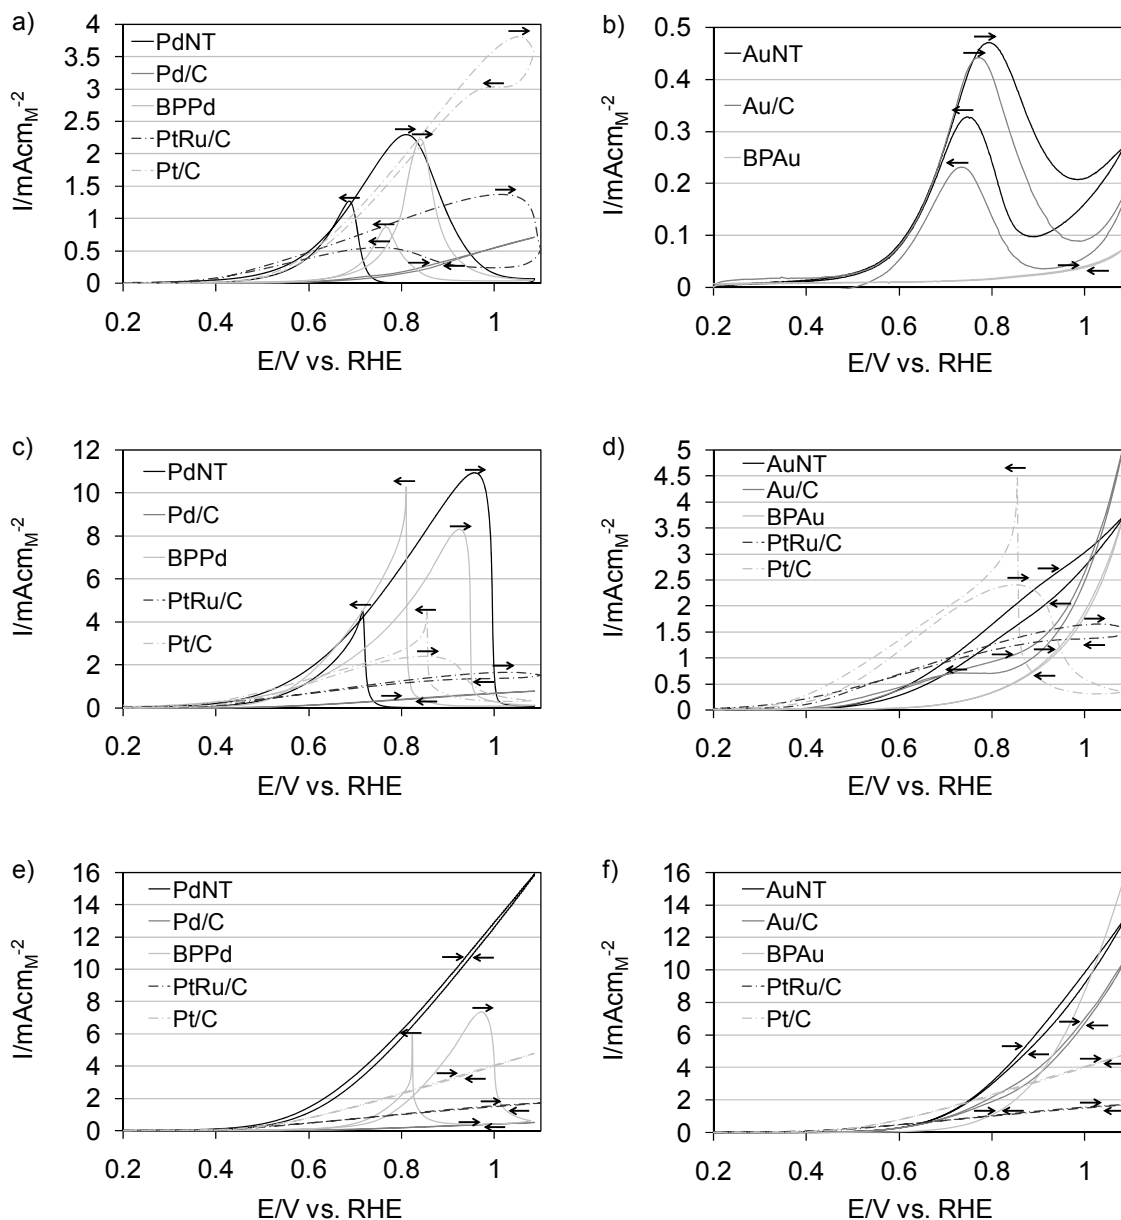 a)
4
3.5
3
2.5
2
1.5
1
0.5
0
I/mAcm_M^-2
PdNT
Pd/C
BPPd
PtRu/C
Pt/C
0.2 0.4 0.6 0.8 1
E/V vs. RHE
b)
0.5
0.4
0.3
0.2
0.1
0
I/mAcm_M^-2
AuNT
Au/C
BPAu
0.2 0.4 0.6 0.8 1
E/V vs. RHE
c)
12
10
8
6
4
2
0
I/mAcm_M^-2
PdNT
Pd/C
BPPd
PtRu/C
Pt/C
0.2 0.4 0.6 0.8 1
E/V vs. RHE
d)
5
4.5
4
3.5
3
2.5
2
1.5
1
0.5
0
I/mAcm_M^-2
AuNT
Au/C
BPAu
PtRu/C
Pt/C
0.2 0.4 0.6 0.8 1
E/V vs. RHE
e)
16
14
12
10
8
6
4
2
0
I/mAcm_M^-2
PdNT
Pd/C
BPPd
PtRu/C
Pt/C
0.2 0.4 0.6 0.8 1
E/V vs. RHE
f)
16
14
12
10
8
6
4
2
0
I/mAcm_M^-2
AuNT
Au/C
BPAu
PtRu/C
Pt/C
0.2 0.4 0.6 0.8 1
E/V vs. RHE